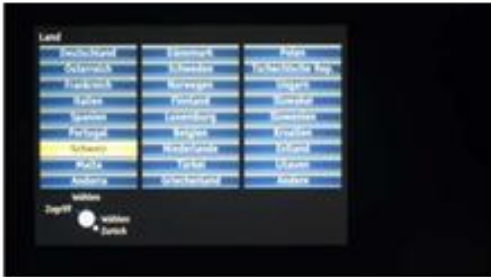 Land
Deutschland
Dänemark
Polen
Österreich
Schweden
Tschechische Rep.
Frankreich
Norwegen
Ungarn
Italien
Finnland
Slowakei
Spanien
Luxemburg
Slowenien
Portugal
Belgien
Kroatien
Schweiz
Niederlande
Estland
Malta
Türkei
Litauen
Andorra
Griechenland
Andere
Wählen
Zugriff
Wählen
Zurück